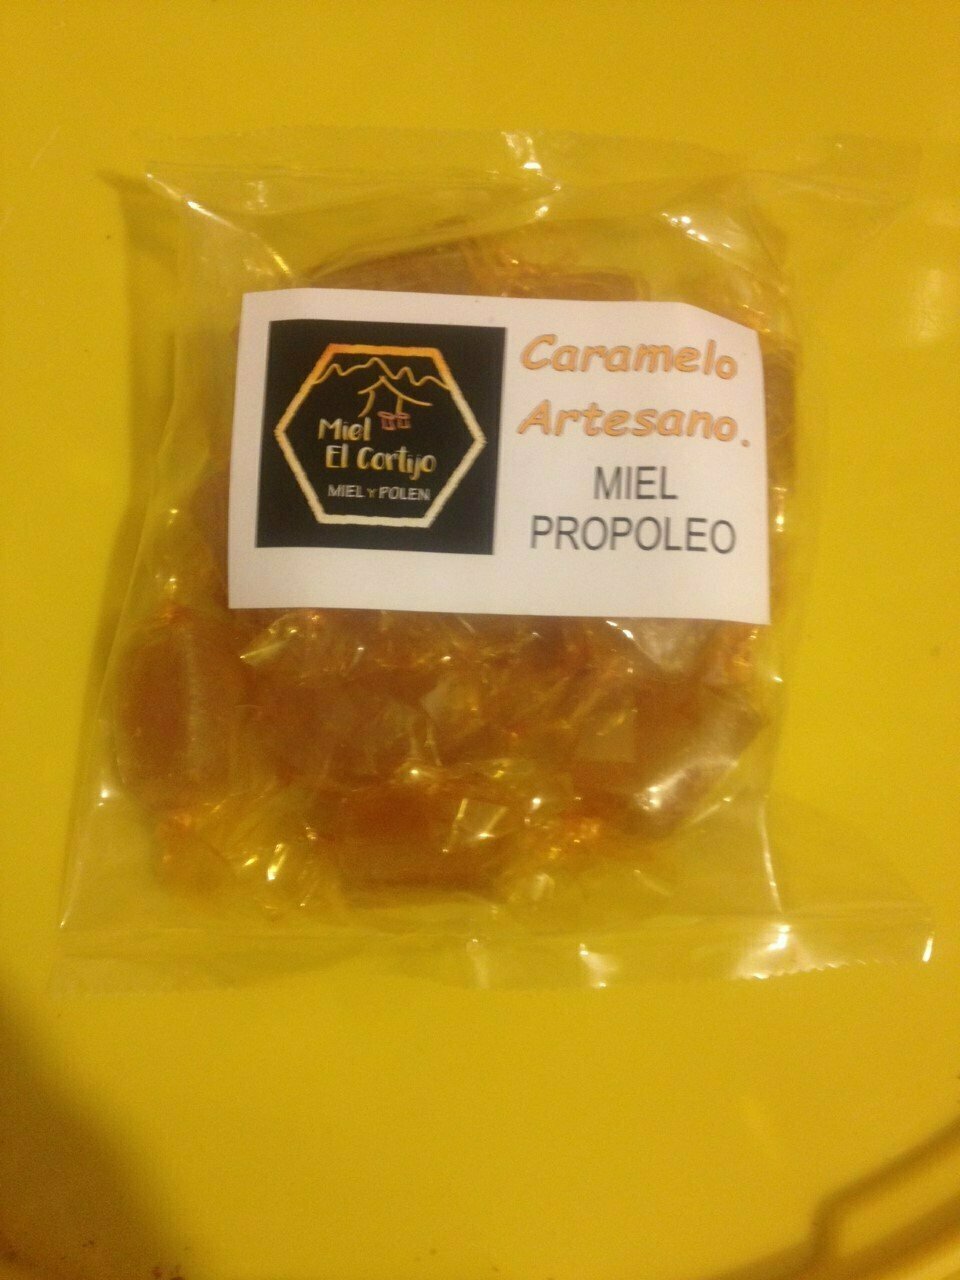 Miel
El Cortijo
MIEL Y POLEN
Caramelo
Artesano.
MIEL
PROPOLEO